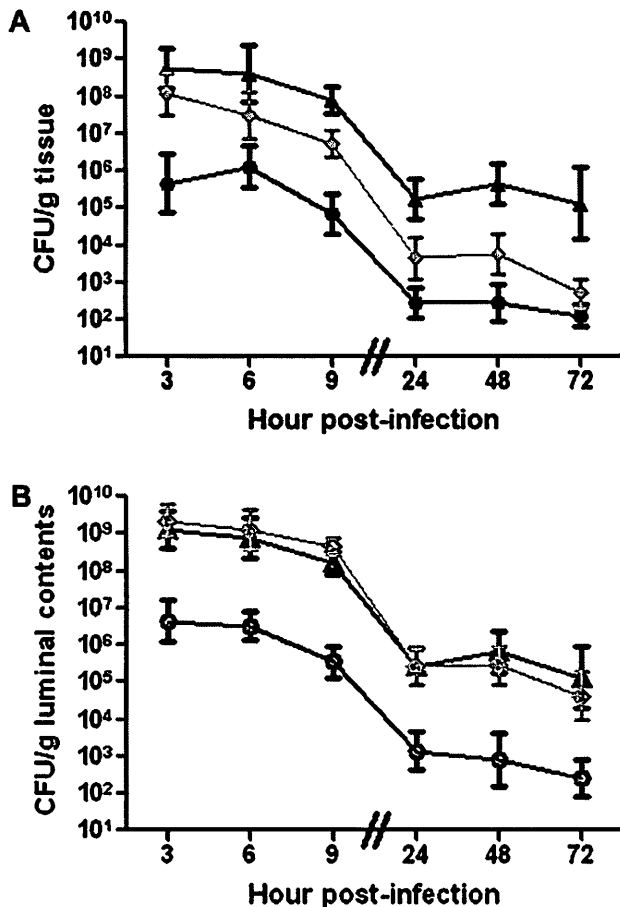 A
10¹⁰
10⁹
10⁸
10⁷
10⁶
10⁵
10⁴
10³
10²
10¹
CFU/g tissue
3 6 9 24 48 72
Hour post-infection
B
10¹⁰
10⁹
10⁸
10⁷
10⁶
10⁵
10⁴
10³
10²
10¹
CFU/g luminal contents
3 6 9 24 48 72
Hour post-infection